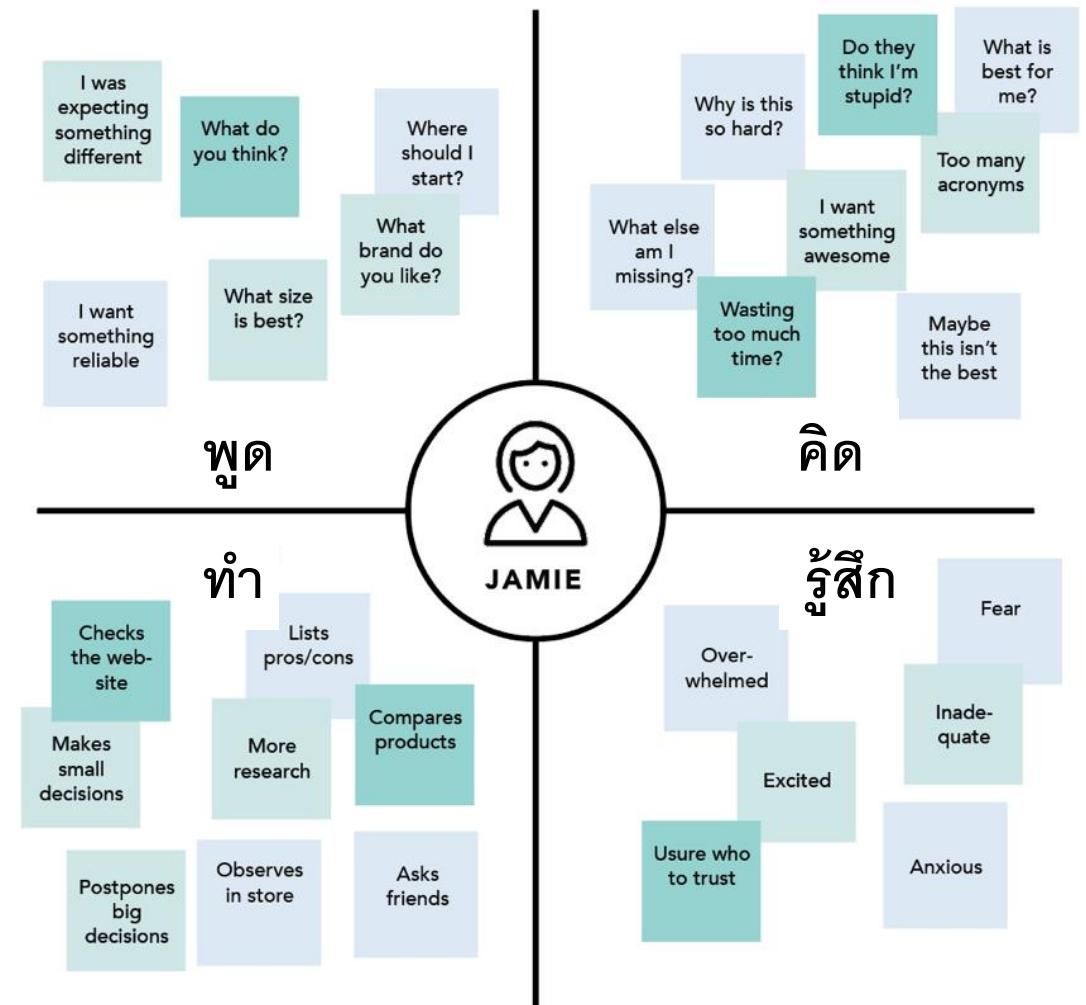 I was
expecting
something
different
What do
you think?
Where
should I
start?
What
brand do
you like?
What size
is best?
I want
something
reliable
พูด
Do they
think I’m
stupid?
What is
best for
me?
Why is this
so hard?
Too many
acronyms
I want
something
awesome
What else
am I
missing?
Wasting
too much
time?
Maybe
this isn’t
the best
คิด
JAMIE
ทำ
Checks
the web-
site
Lists
pros/cons
Compares
products
Makes
small
decisions
More
research
Postpones
big
decisions
Observes
in store
Asks
friends
รู้สึก
Fear
Over-
whelmed
Inade-
quate
Excited
Usure who
to trust
Anxious